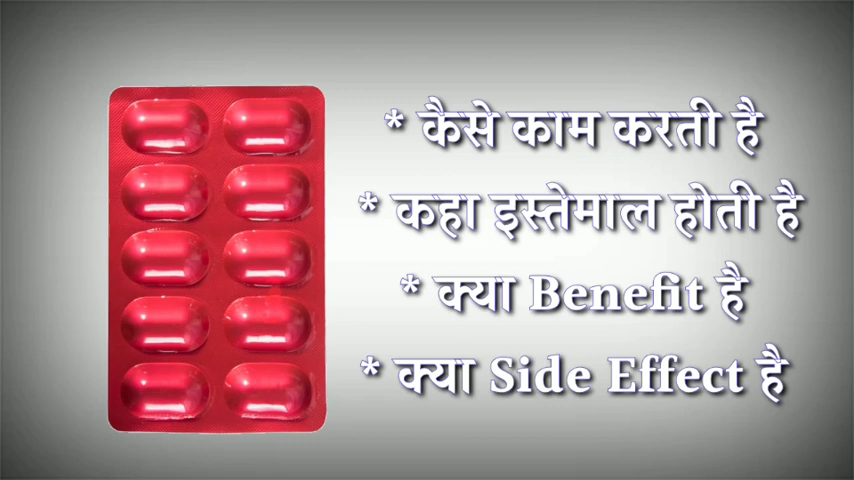 * कैसे काम करती है
* कहा इस्तेमाल होती है
* क्या Benefit है
* क्या Side Effect है